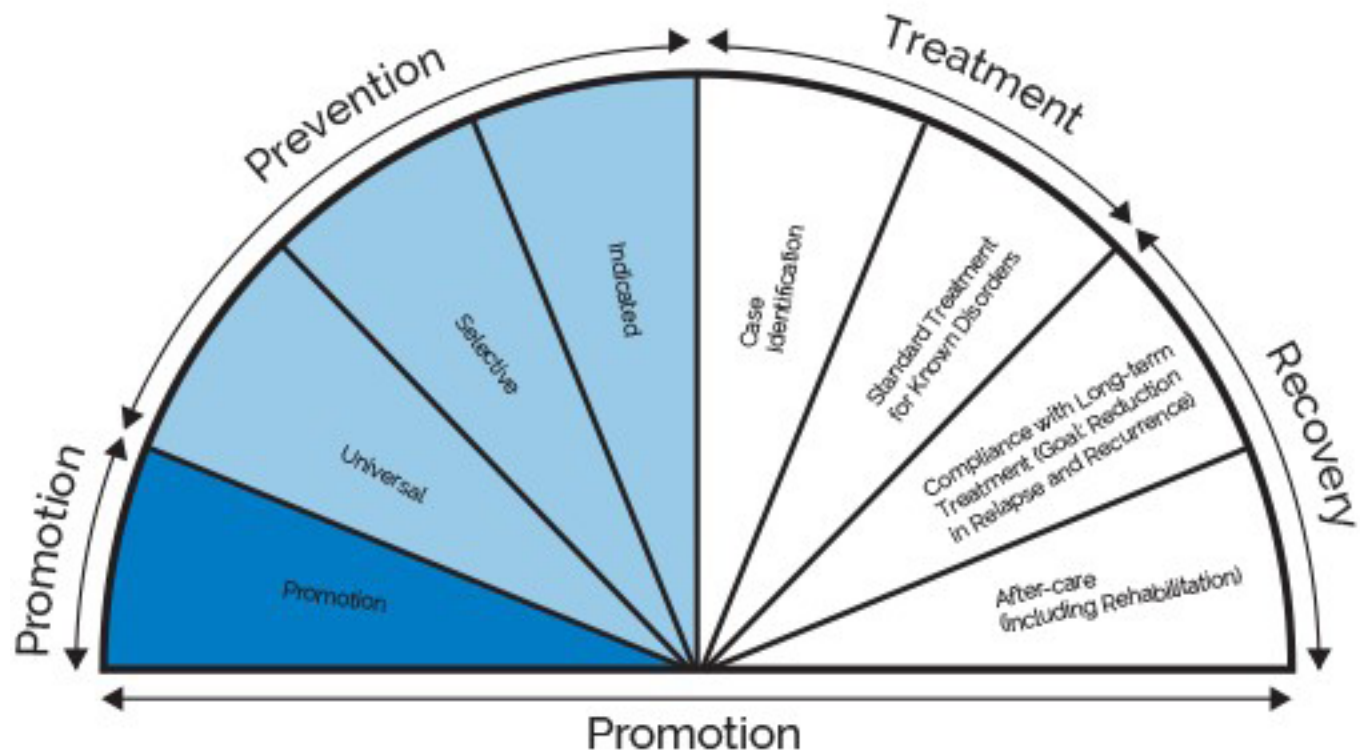 Promotion
Prevention
Treatment
Recovery
Promotion
Universal
Selective
Indicated
Case
Identification
Standard Treatment
for Known Disorders
Compliance with Long-term
Treatment (Goal: Reduction
in Relapse and Recurrence)
After-care
(Including Rehabilitation)
Promotion